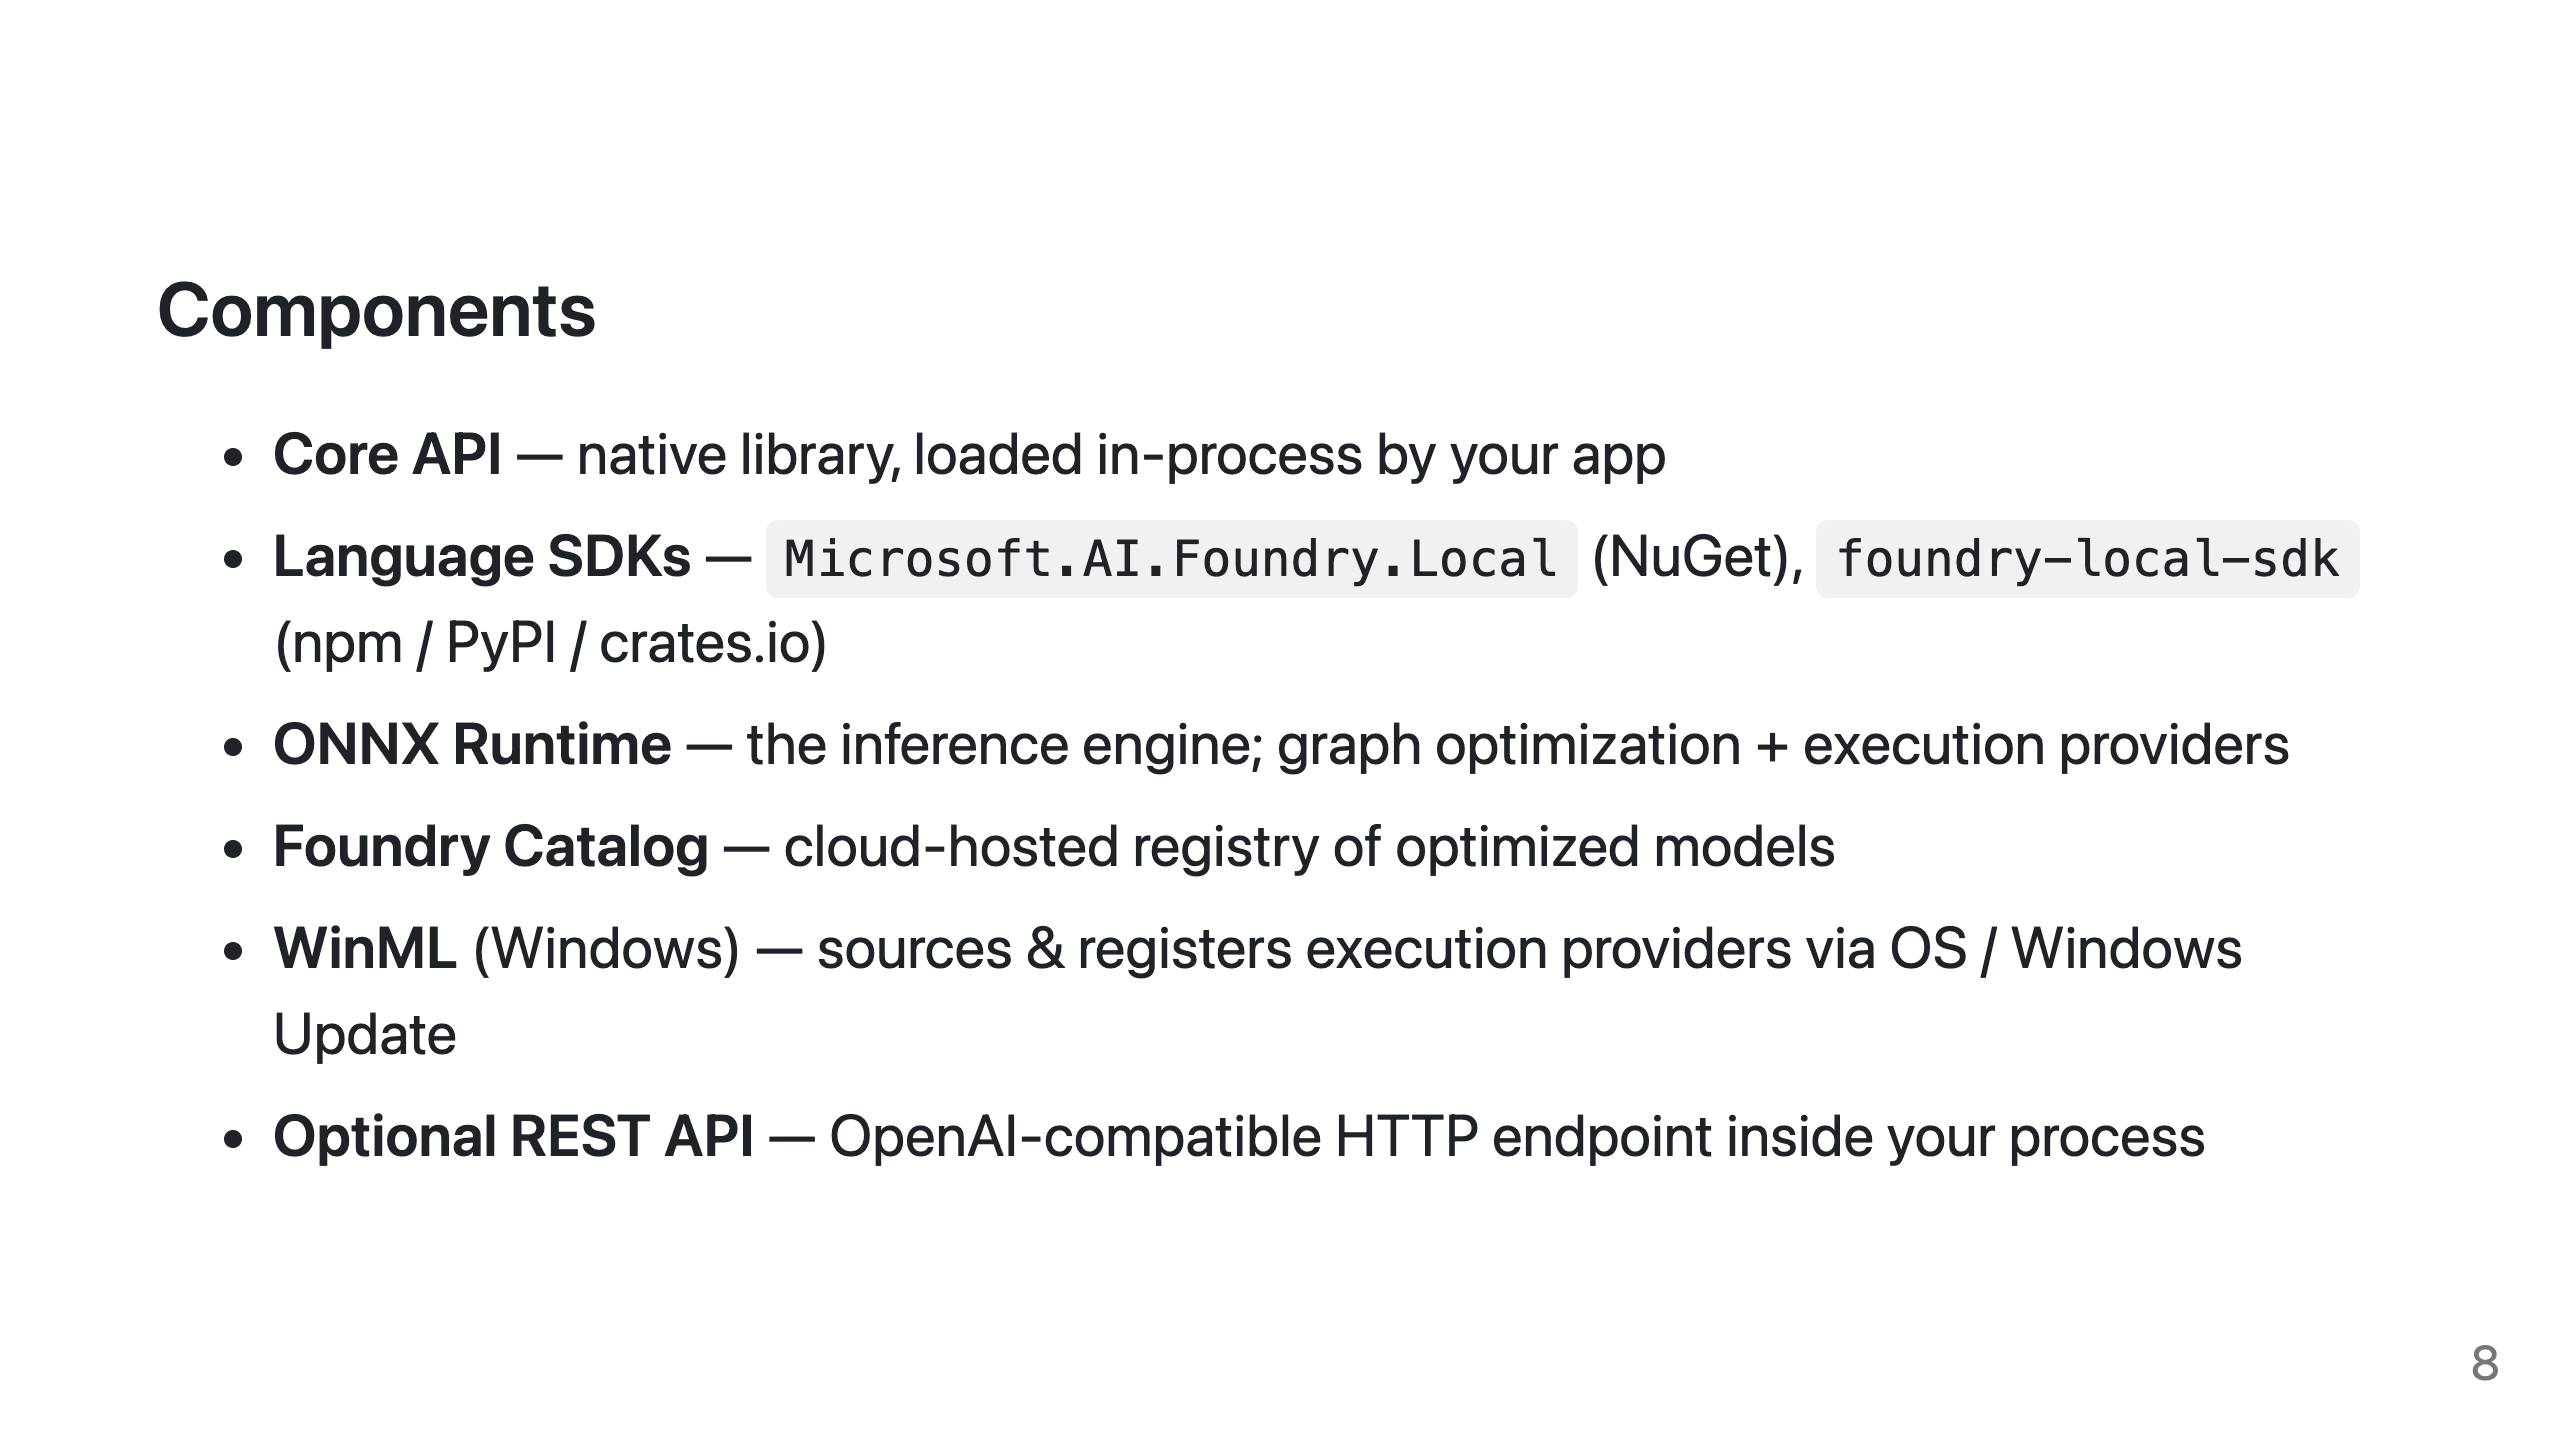 Components
• Core API — native library, loaded in-process by your app
• Language SDKs — Microsoft.AI.Foundry.Local (NuGet), foundry-local-sdk
(npm / PyPI / crates.io)
• ONNX Runtime — the inference engine; graph optimization + execution providers
• Foundry Catalog — cloud-hosted registry of optimized models
• WinML (Windows) — sources & registers execution providers via OS / Windows
Update
• Optional REST API — OpenAI-compatible HTTP endpoint inside your process
8